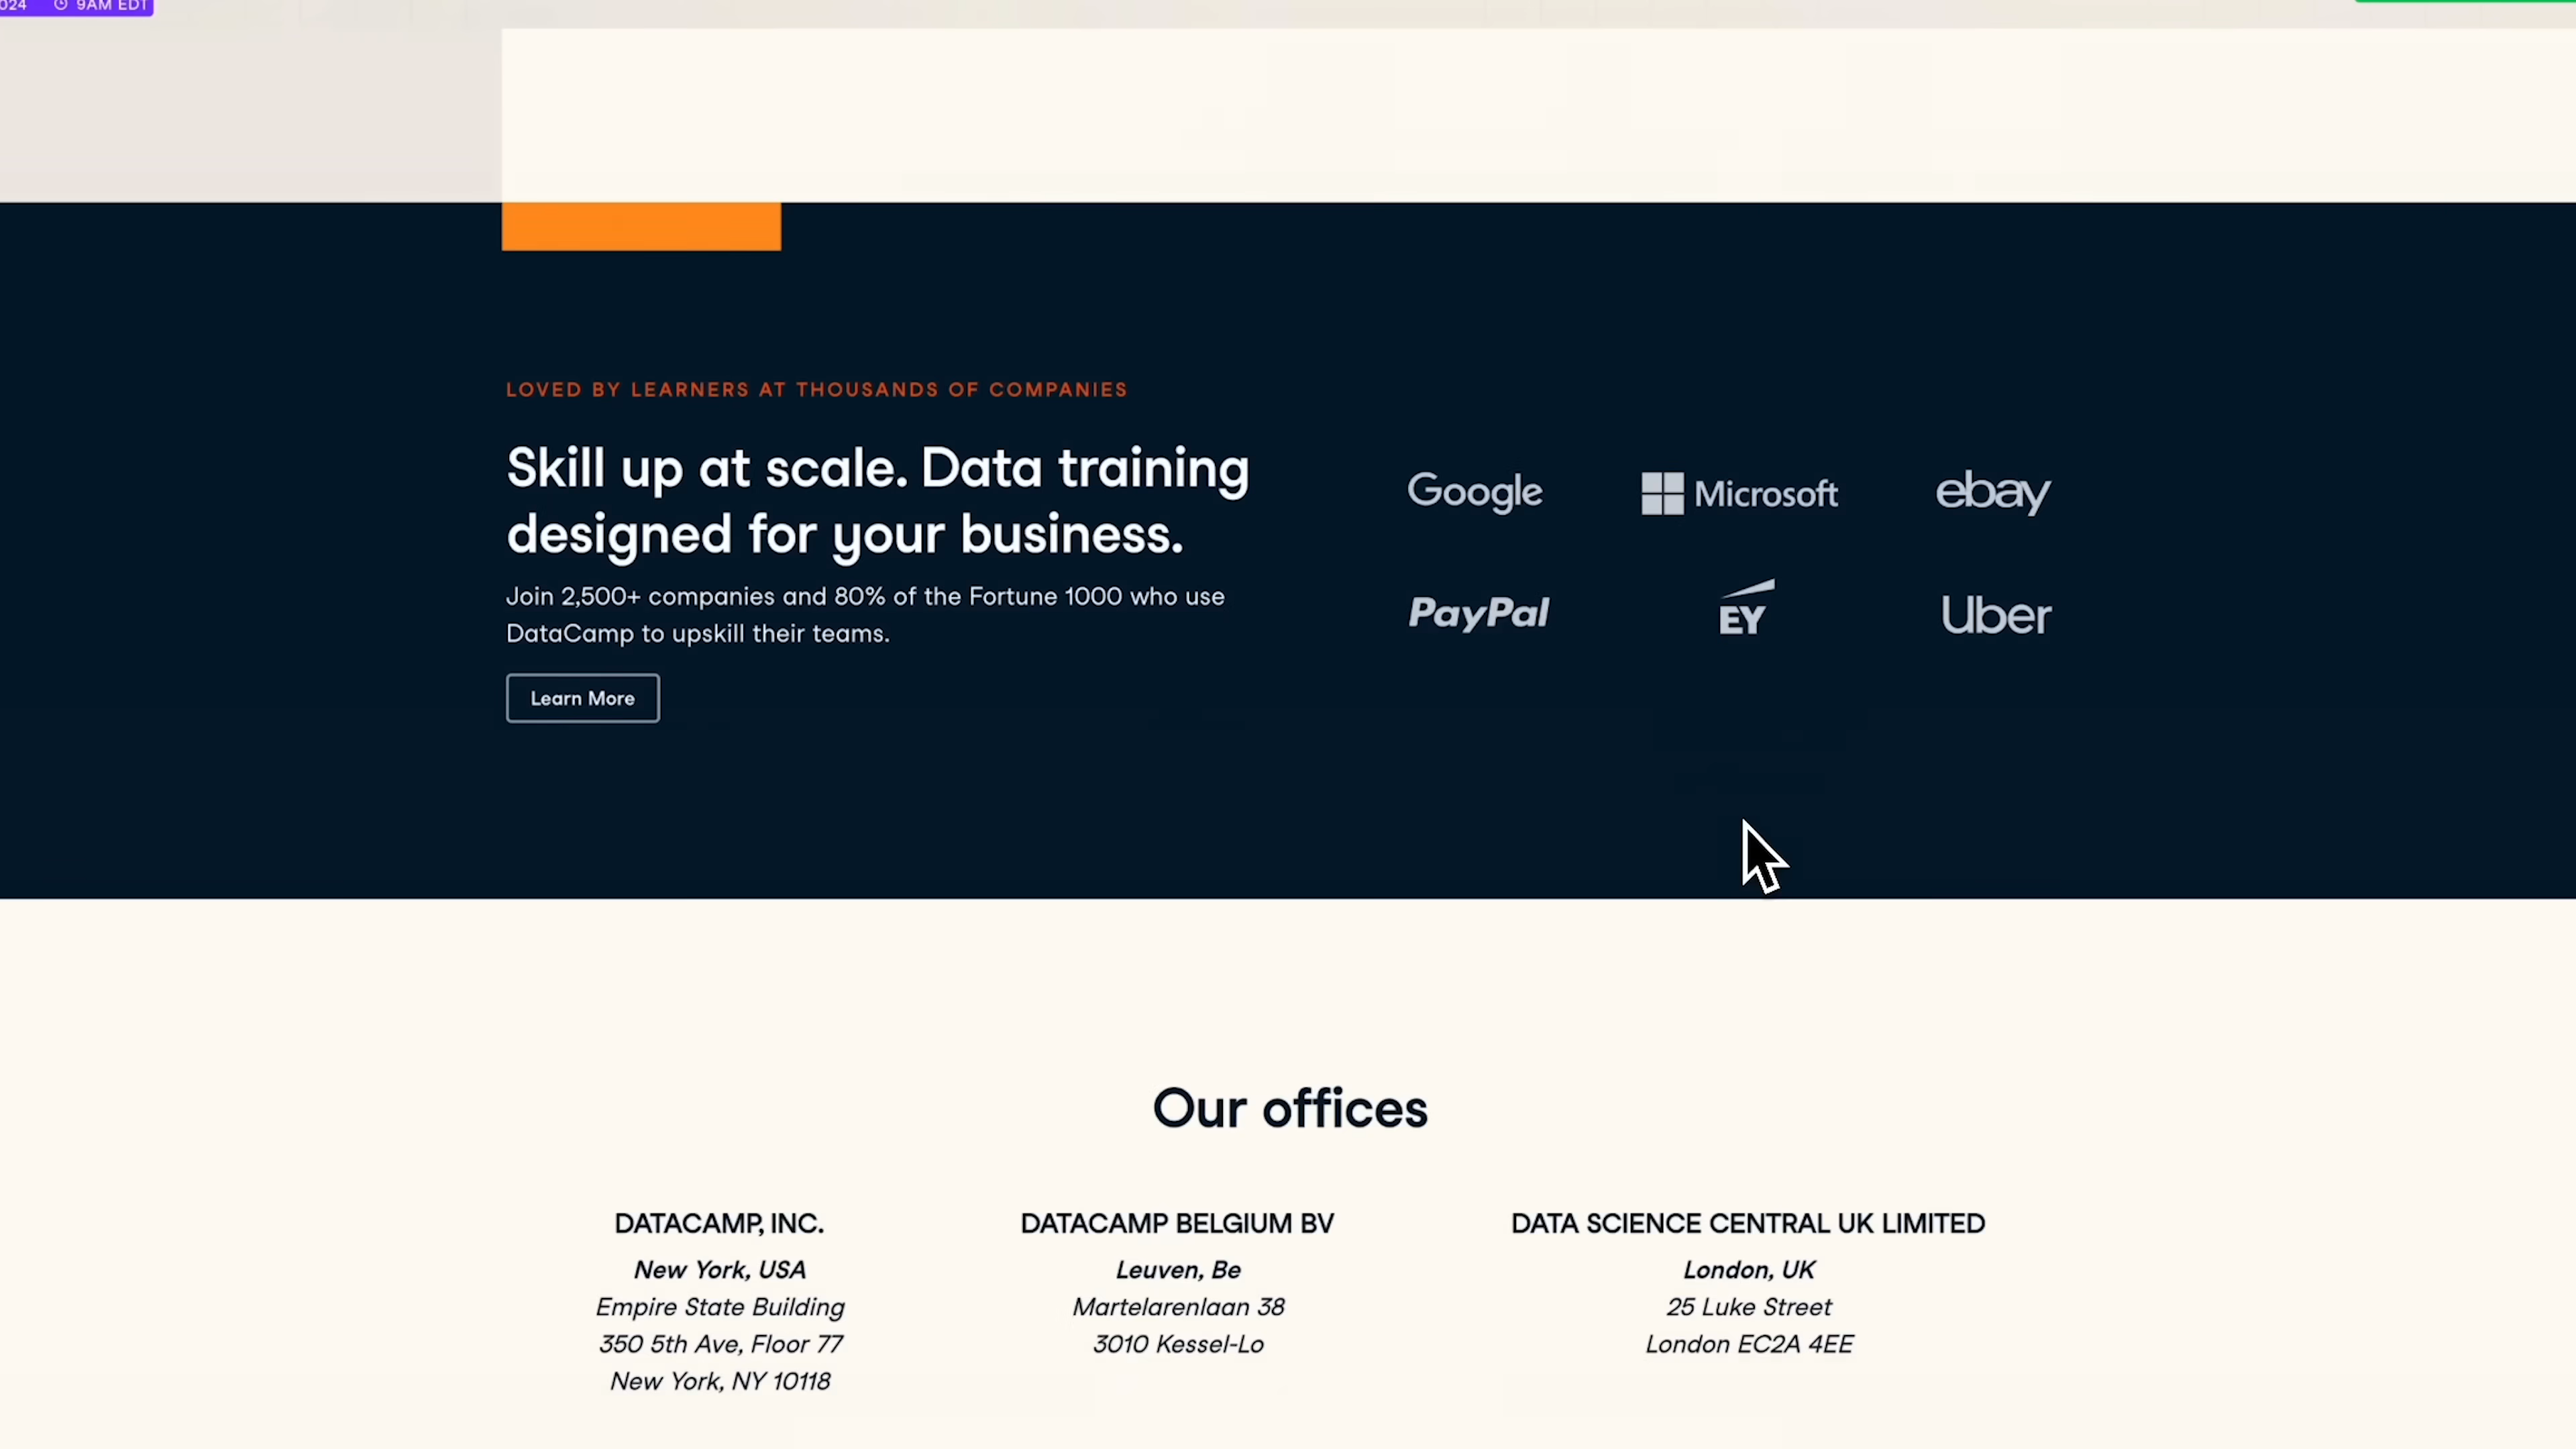 024 9AM EDT
LOVED BY LEARNERS AT THOUSANDS OF COMPANIES
Skill up at scale. Data training
designed for your business.
Join 2,500+ companies and 80% of the Fortune 1000 who use
DataCamp to upskill their teams.
Learn More
Google Microsoft ebay
PayPal EY Uber
Our offices
DATACAMP, INC.
New York, USA
Empire State Building
350 5th Ave, Floor 77
New York, NY 10118
DATACAMP BELGIUM BV
Leuven, Be
Martelarenlaan 38
3010 Kessel-Lo
DATA SCIENCE CENTRAL UK LIMITED
London, UK
25 Luke Street
London EC2A 4EE